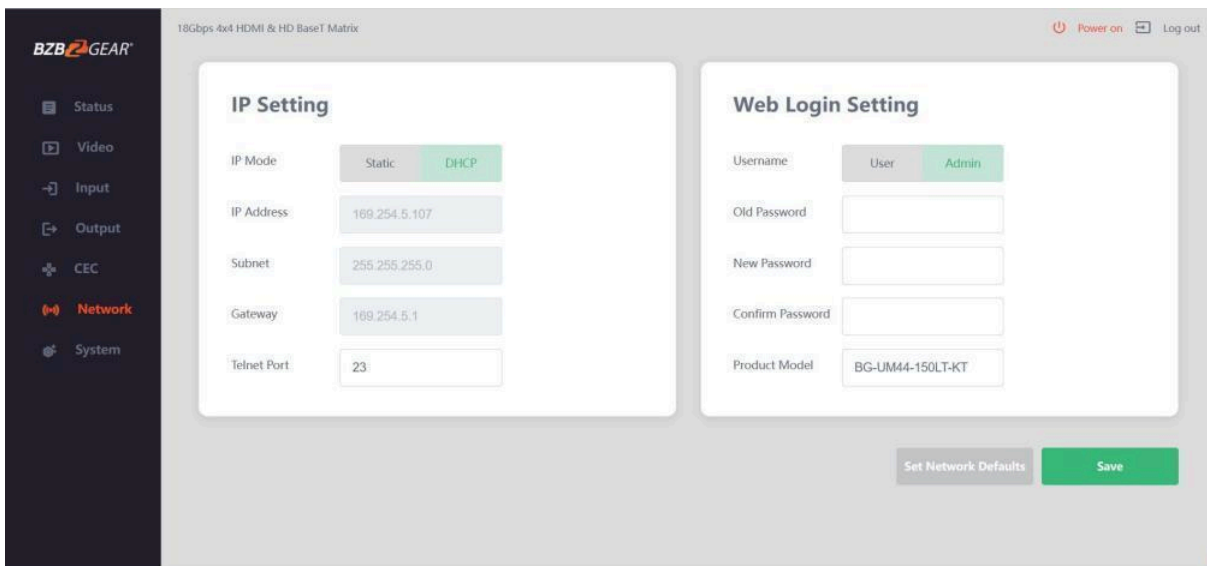 18Gbps 4x4 HDMI & HD BaseT Matrix
Power on
Log out
BZBGEAR®
Status
Video
Input
Output
CEC
Network
System
IP Setting
IP Mode
Static
DHCP
IP Address
169.254.5.107
Subnet
255.255.255.0
Gateway
169.254.5.1
Telnet Port
23
Web Login Setting
Username
User
Admin
Old Password
New Password
Confirm Password
Product Model
BG-UM44-150LT-KT
Set Network Defaults
Save